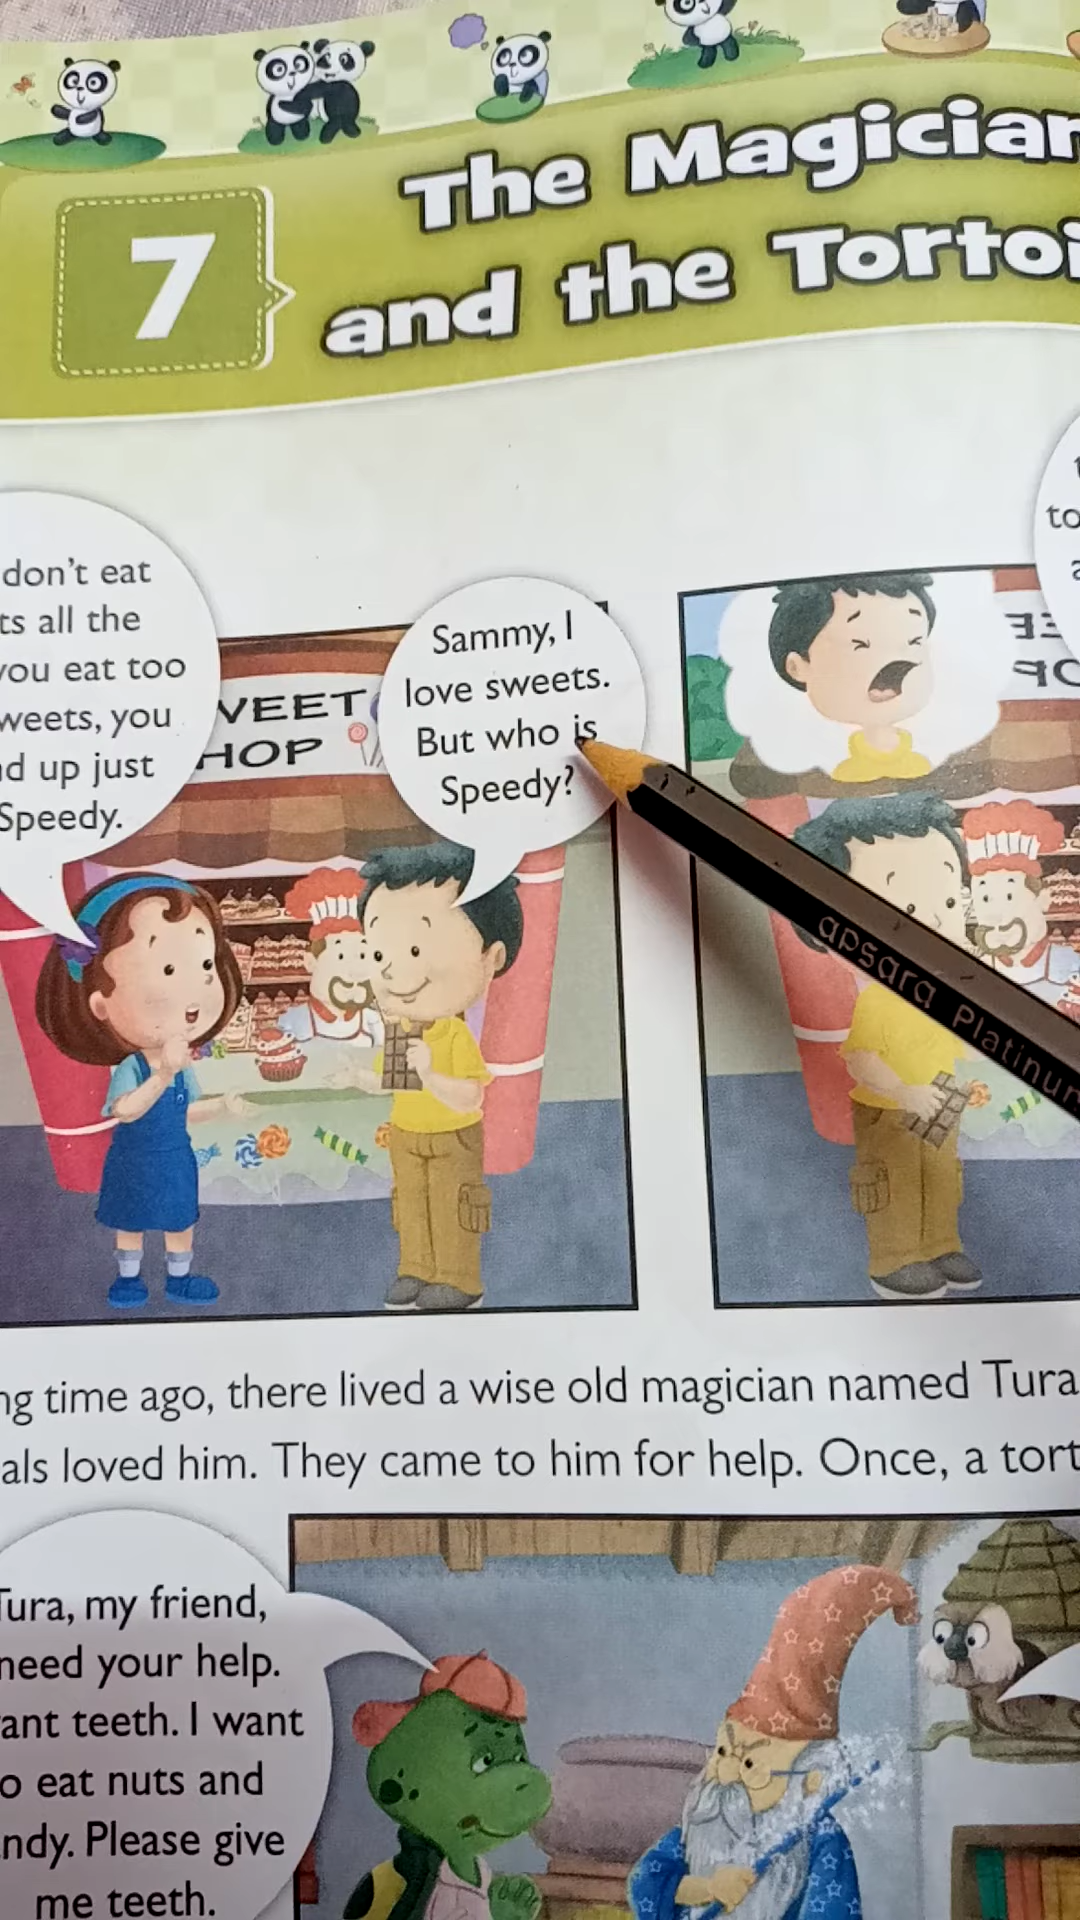 7
The Magician
and the Tortoi
don't eat
ts all the
you eat too
weets, you
d up just
Speedy.
VEET
HOP
Sammy, I
love sweets.
But who is
Speedy?
to
apsara Platinum
ng time ago, there lived a wise old magician named Tura
als loved him. They came to him for help. Once, a tort
Tura, my friend,
need your help.
ant teeth. I want
o eat nuts and
ndy. Please give
me teeth.